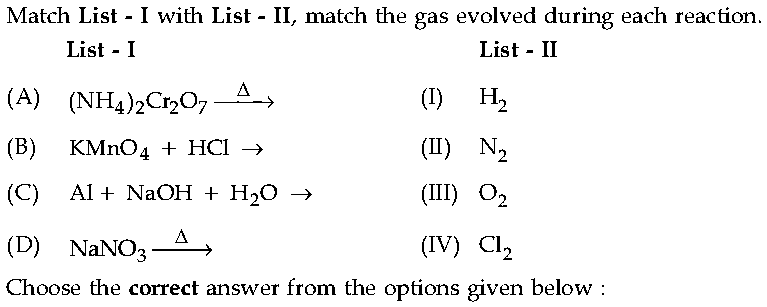 Match List - I with List - II, match the gas evolved during each reaction.
List - I List - II
(A) (NH₄)₂Cr₂O₇ —Δ→ (I) H₂
(B) KMnO₄ + HCl → (II) N₂
(C) Al + NaOH + H₂O → (III) O₂
(D) NaNO₃ —Δ→ (IV) Cl₂
Choose the correct answer from the options given below :